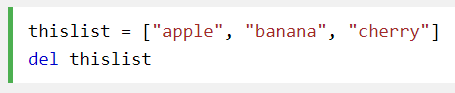 thislist = ["apple", "banana", "cherry"]
del thislist